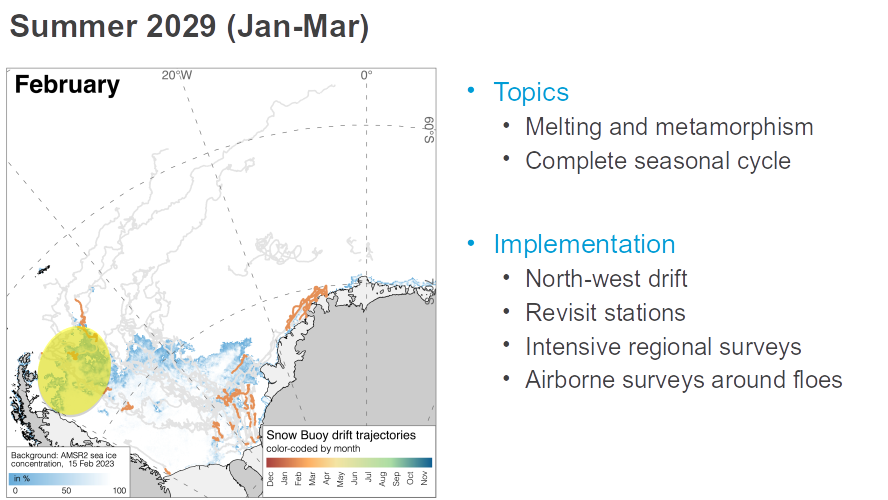 Summer 2029 (Jan-Mar)
February
20°W
0°
60°S
Background: AMSR2 sea ice
concentration, 15 Feb 2023
in %
0 50 100
Snow Buoy drift trajectories
color-coded by month
Dec Jan Feb Mar Apr May Jun Jul Aug Sep Oct Nov
• Topics
• Melting and metamorphism
• Complete seasonal cycle
• Implementation
• North-west drift
• Revisit stations
• Intensive regional surveys
• Airborne surveys around floes